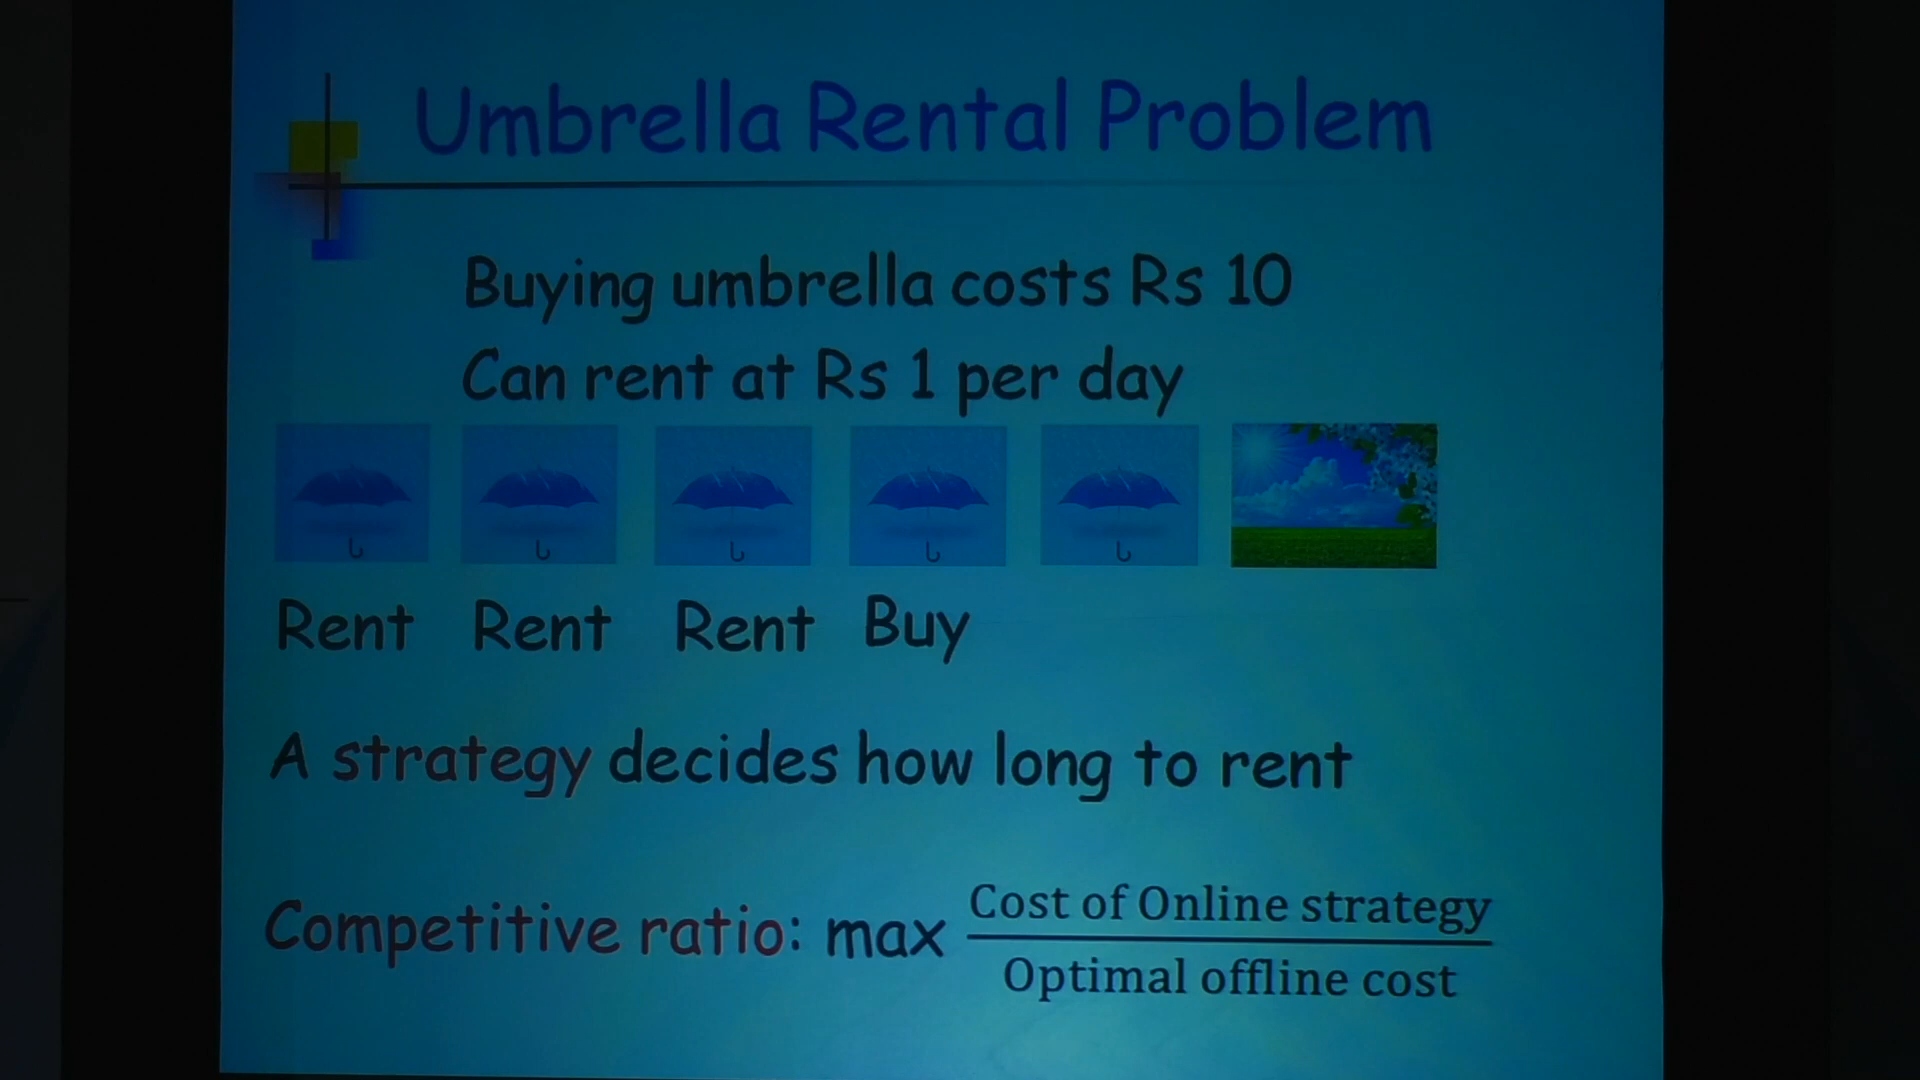 Umbrella Rental Problem
Buying umbrella costs Rs 10
Can rent at Rs 1 per day
Rent Rent Rent Buy
A strategy decides how long to rent
Competitive ratio: max Cost of Online strategy
Optimal offline cost